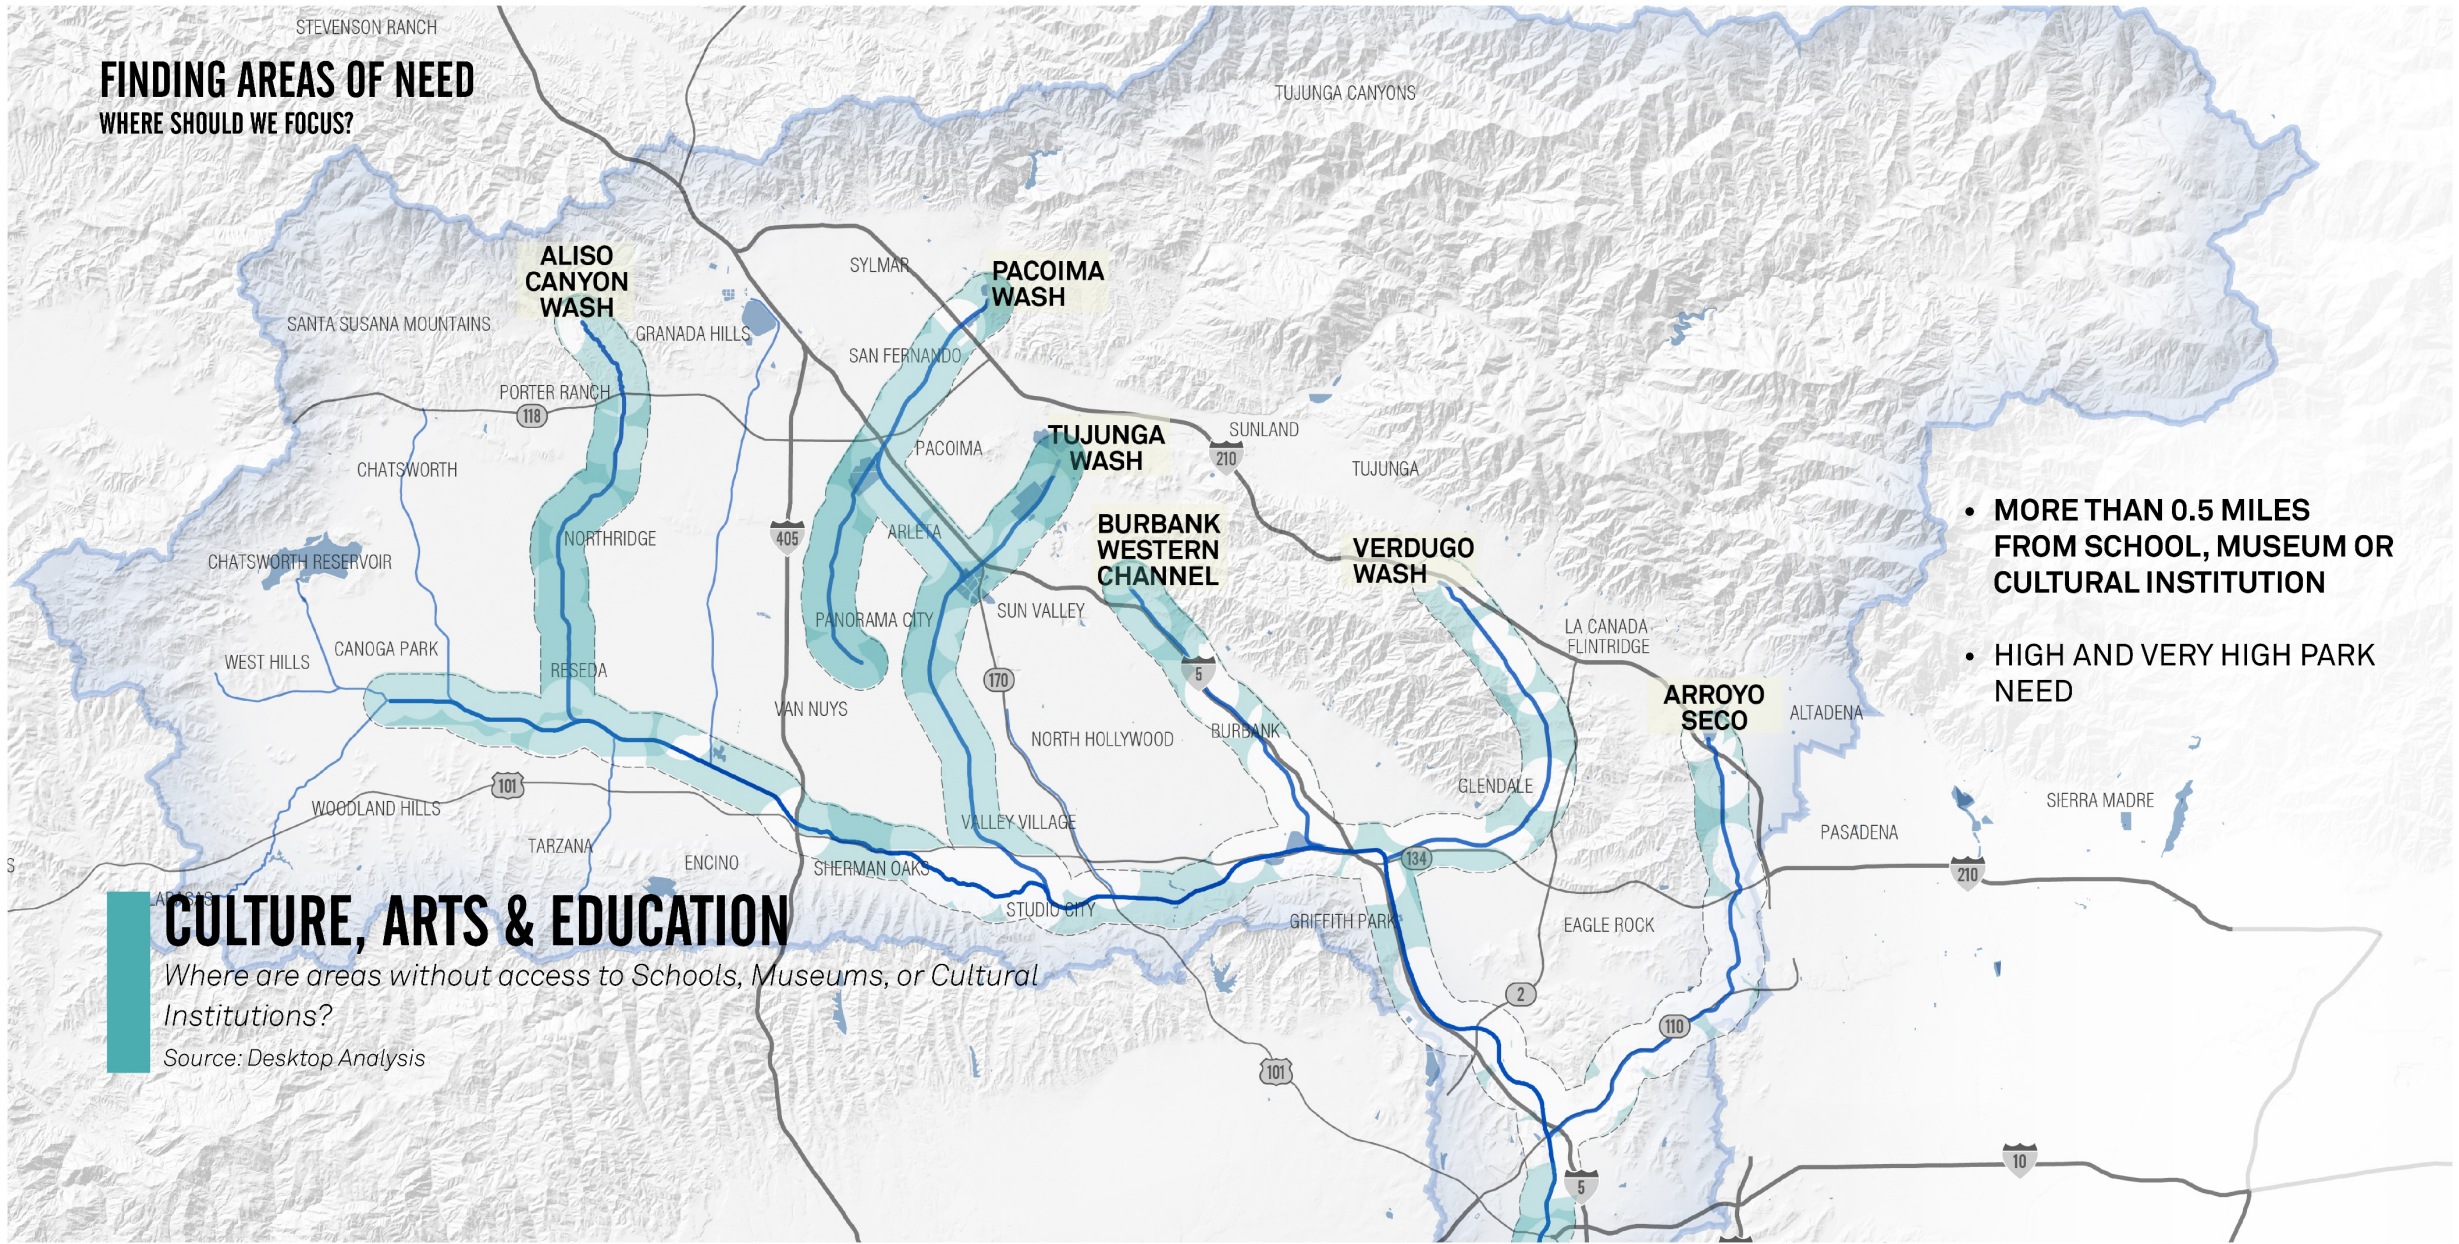 STEVENSON RANCH
FINDING AREAS OF NEED
WHERE SHOULD WE FOCUS?
TUJUNGA CANYONS
ALISO
CANYON
WASH
SYLMAR
PACOIMA
WASH
SANTA SUSANA MOUNTAINS
GRANADA HILLS
SAN FERNANDO
PORTER RANCH
118
TUJUNGA
WASH
SUNLAND
PACOIMA
210
CHATSWORTH
TUJUNGA
BURBANK
WESTERN
CHANNEL
405
ARLETA
NORTHRIDGE
VERDUGO
WASH
CHATSWORTH RESERVOIR
• MORE THAN 0.5 MILES
FROM SCHOOL, MUSEUM OR
CULTURAL INSTITUTION
• HIGH AND VERY HIGH PARK
NEED
PANORAMA CITY
SUN VALLEY
LA CANADA
FLINTRIDGE
CANOGA PARK
WEST HILLS
RESEDA
170
5
ARROYO
SECO
VAN NUYS
ALTADENA
BURBANK
NORTH HOLLYWOOD
101
GLENDALE
WOODLAND HILLS
SIERRA MADRE
VALLEY VILLAGE
PASADENA
TARZANA
ENCINO
SHERMAN OAKS
134
210
S
ABASAS
STUDIO CITY
GRIFFITH PARK
EAGLE ROCK
CULTURE, ARTS & EDUCATION
Where are areas without access to Schools, Museums, or Cultural
Institutions?
Source: Desktop Analysis
2
110
101
10
5